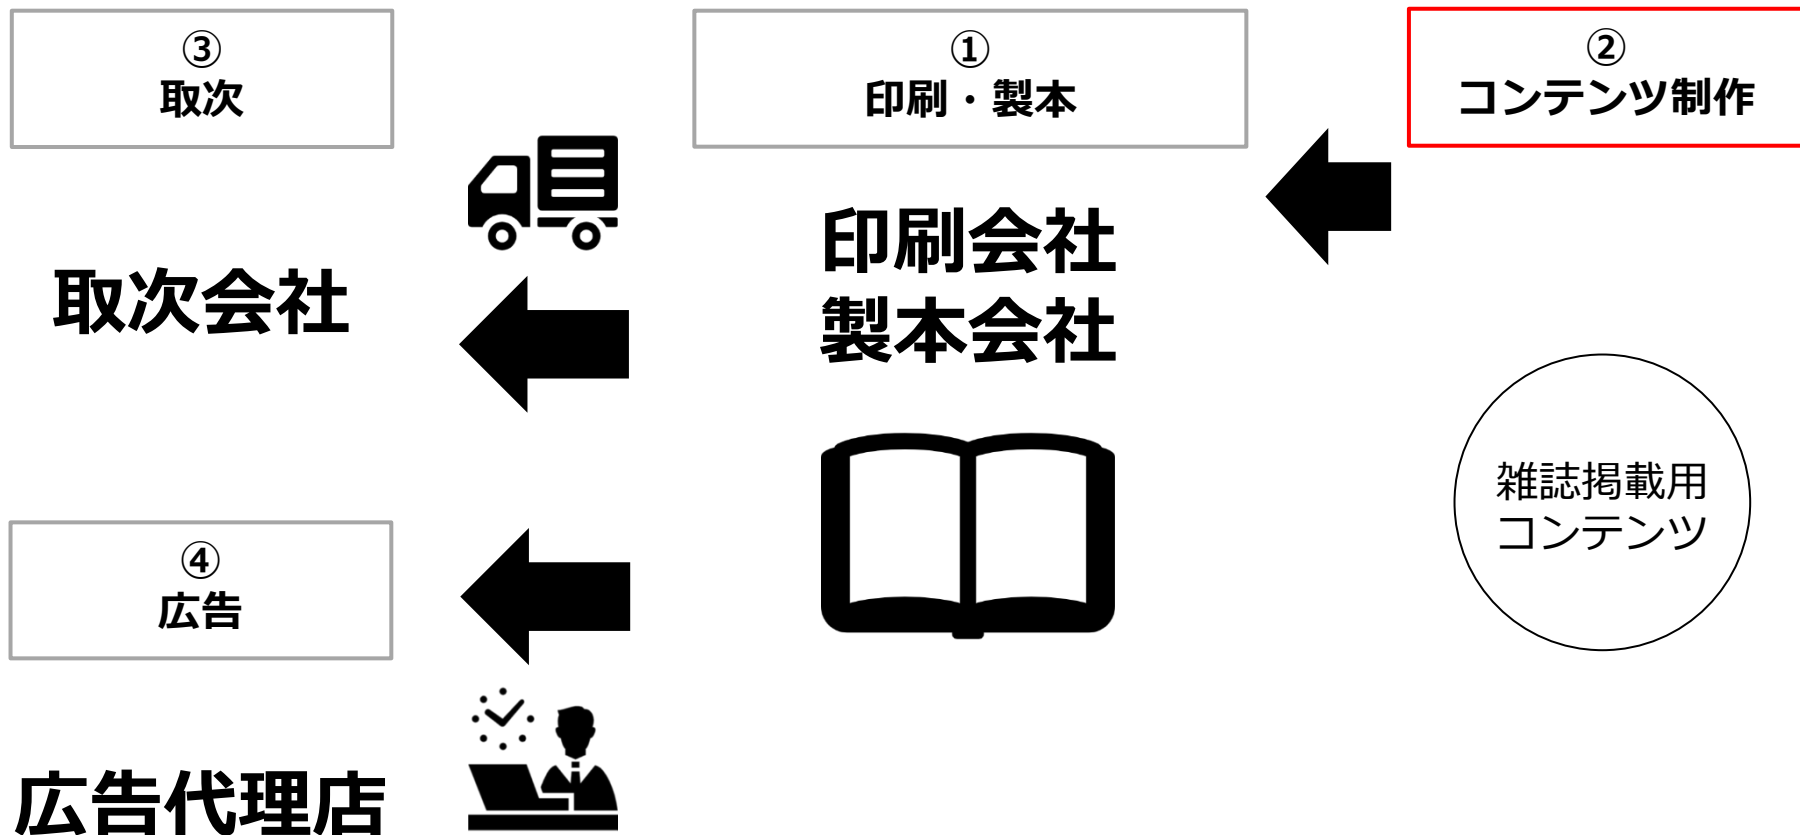 ③
取次
①
印刷・製本
②
コンテンツ制作
取次会社
印刷会社
製本会社
雑誌掲載用
コンテンツ
④
広告
広告代理店